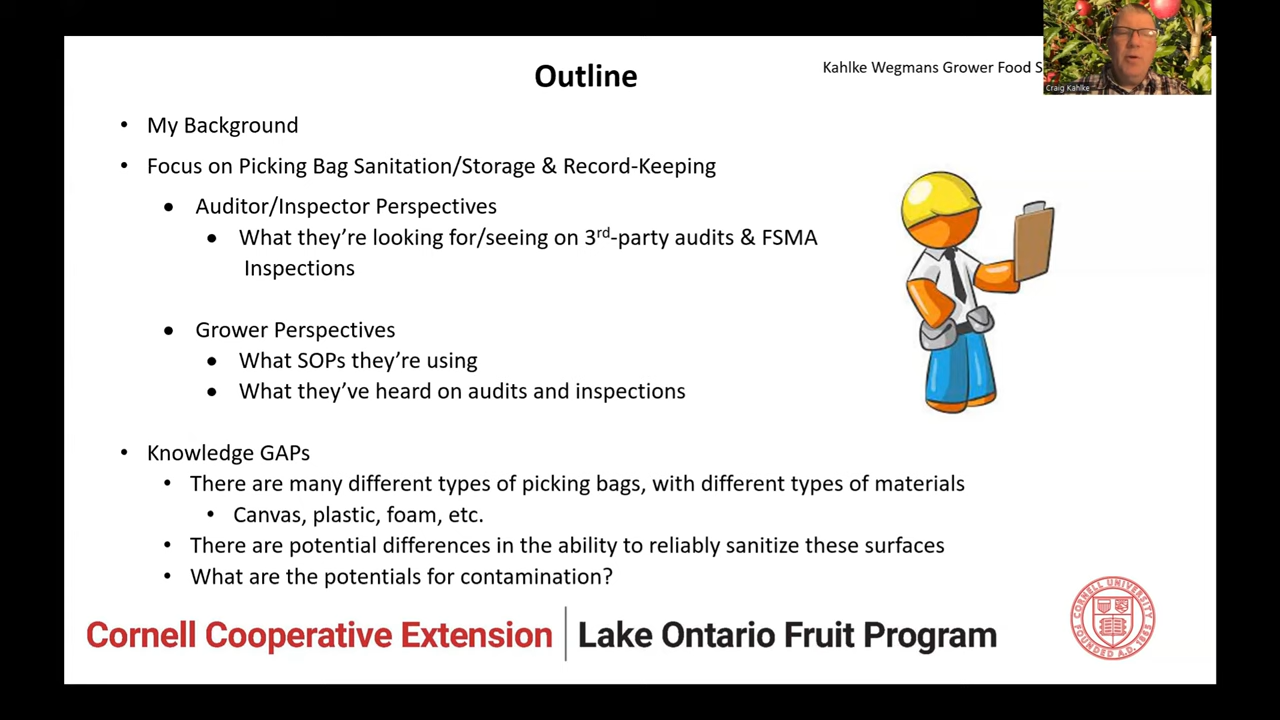 Outline
Kahlke Wegmans Grower Food S
Craig Kahlke
• My Background
• Focus on Picking Bag Sanitation/Storage & Record-Keeping
• Auditor/Inspector Perspectives
• What they’re looking for/seeing on 3rd-party audits & FSMA
Inspections
• Grower Perspectives
• What SOPs they’re using
• What they’ve heard on audits and inspections
• Knowledge GAPs
• There are many different types of picking bags, with different types of materials
• Canvas, plastic, foam, etc.
• There are potential differences in the ability to reliably sanitize these surfaces
• What are the potentials for contamination?
Cornell Cooperative Extension | Lake Ontario Fruit Program
CORNELL UNIVERSITY
FOUNDED A.D. 1865